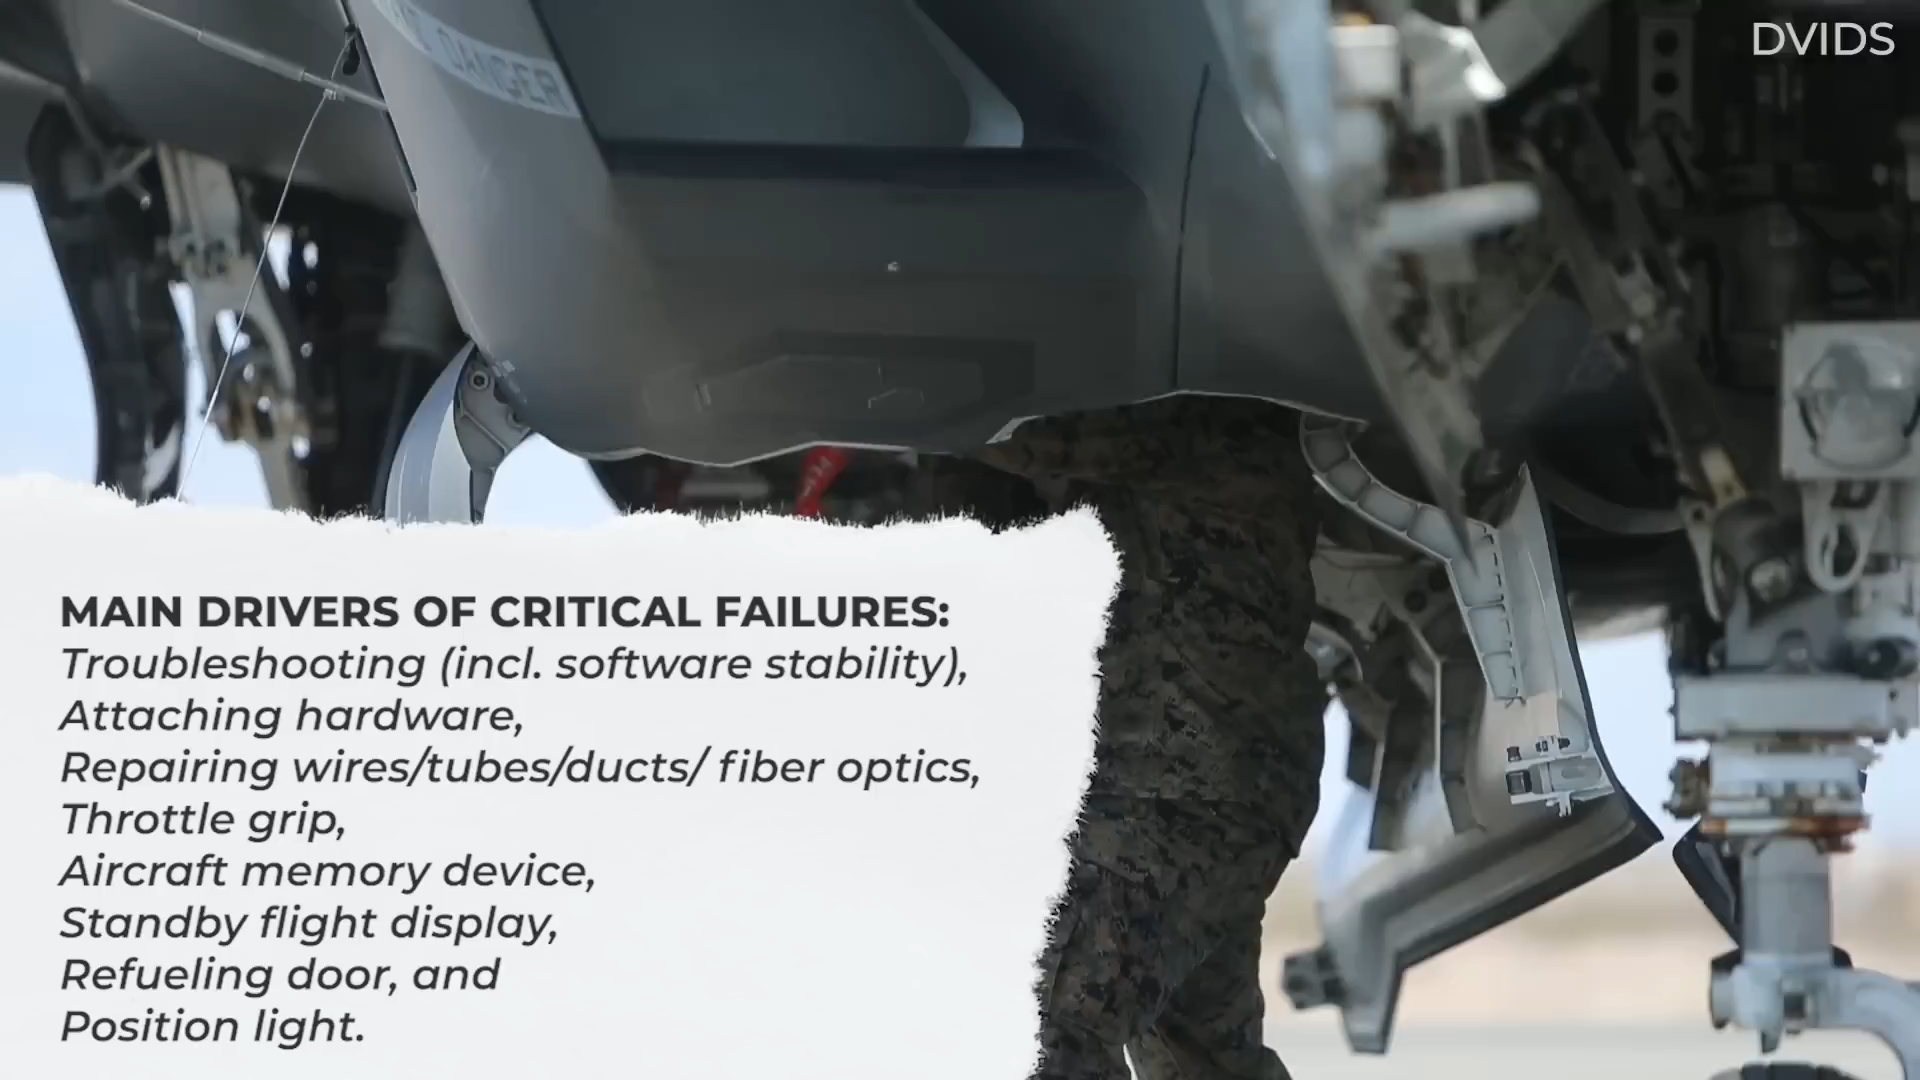 DVIDS
DANGER
MAIN DRIVERS OF CRITICAL FAILURES:
Troubleshooting (incl. software stability),
Attaching hardware,
Repairing wires/tubes/ducts/ fiber optics,
Throttle grip,
Aircraft memory device,
Standby flight display,
Refueling door, and
Position light.